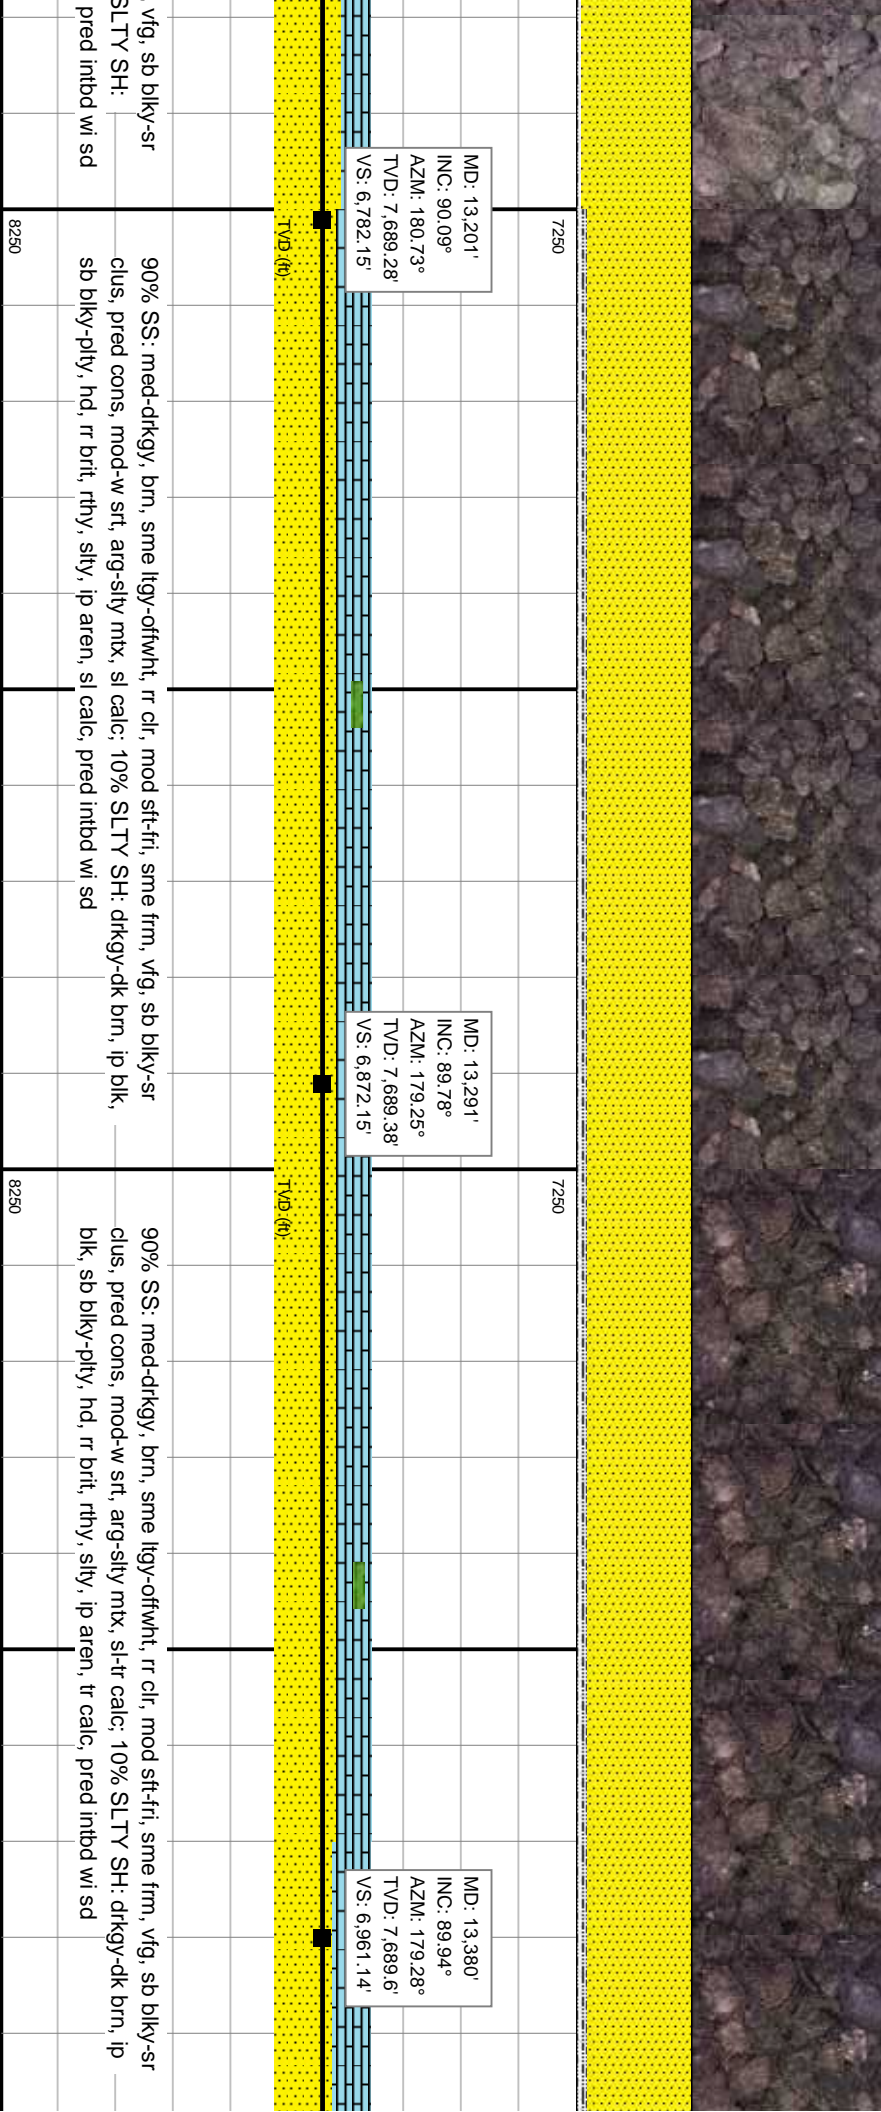 , vfg, sb blky-sr
SLTY SH:
pred intbd wi sd
MD: 13,201'
INC: 90.09°
AZM: 180.73°
TVD: 7,689.28'
VS: 6,782.15'
7250
TVD (ft)
8250
90% SS: med-drkgy, brn, sme ltgy-offwht, rr clr, mod sft-fri, sme frm, vfg, sb blky-sr
clus, pred cons, mod-w srt, arg-slty mtx, sl calc; 10% SLTY SH: drkgy-dk brn, ip blk,
sb blky-plty, hd, rr brit, rthy, slty, ip aren, sl calc, pred intbd wi sd
MD: 13,291'
INC: 89.78°
AZM: 179.25°
TVD: 7,689.38'
VS: 6,872.15'
7250
TVD (ft)
8250
90% SS: med-drkgy, brn, sme ltgy-offwht, rr clr, mod sft-fri, sme frm, vfg, sb blky-sr
clus, pred cons, mod-w srt, arg-slty mtx, sl-tr calc; 10% SLTY SH: drkgy-dk brn, ip
blk, sb blky-plty, hd, rr brit, rthy, slty, ip aren, tr calc, pred intbd wi sd
MD: 13,380'
INC: 89.94°
AZM: 179.28°
TVD: 7,689.6'
VS: 6,961.14'